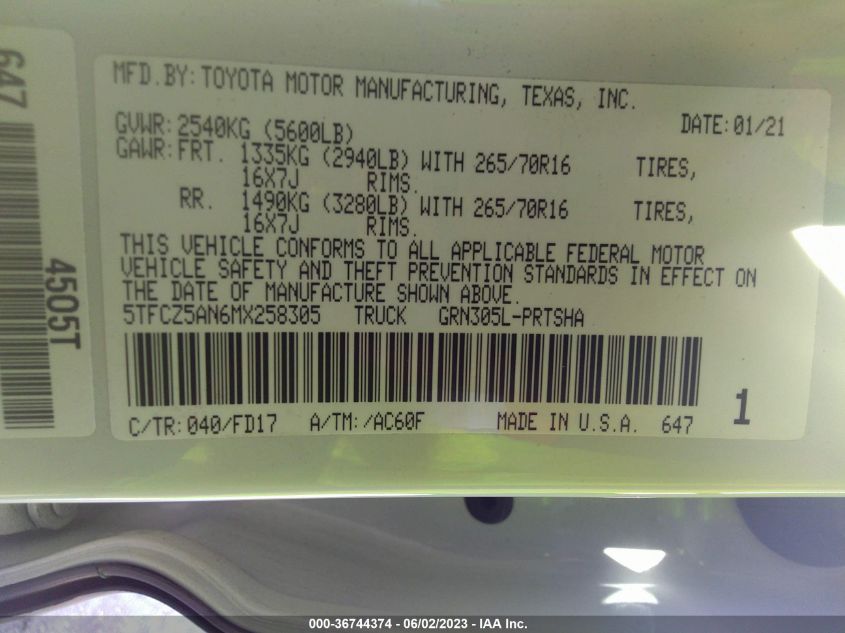 MFD.BY: TOYOTA MOTOR MANUFACTURING, TEXAS, INC.
GVWR: 2540KG (5600LB) DATE: 01/21
GAWR: FRT. 1335KG (2940LB) WITH 265/70R16 TIRES,
16X7J RIMS.
RR. 1490KG (3280LB) WITH 265/70R16 TIRES,
16X7J RIMS.
THIS VEHICLE CONFORMS TO ALL APPLICABLE FEDERAL MOTOR
VEHICLE SAFETY AND THEFT PREVENTION STANDARDS IN EFFECT ON
THE DATE OF MANUFACTURE SHOWN ABOVE.
5TFCZ5AN6MX258305 TRUCK GRN305L-PRTSHA
C/TR: 040/FD17 A/TM: /AC60F MADE IN U.S.A. 647
1
647
4505T
000-36744374 - 06/02/2023 - IAA Inc.